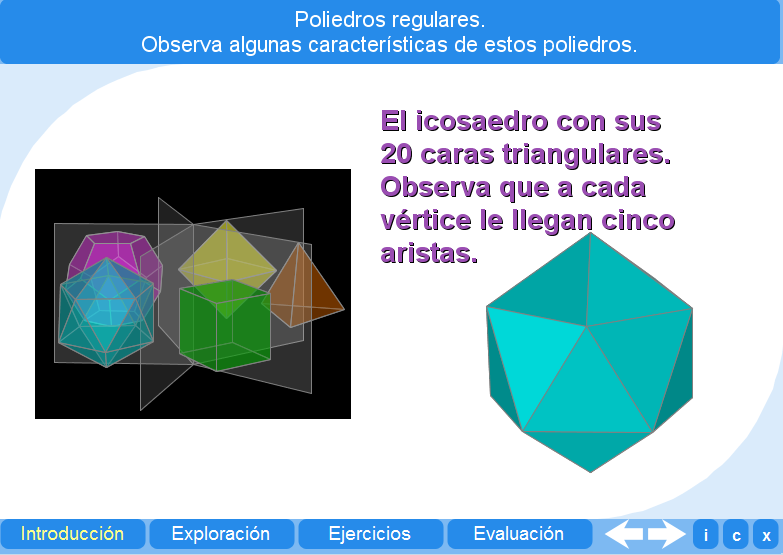 Poliedros regulares.
Observa algunas características de estos poliedros.
El icosaedro con sus
20 caras triangulares.
Observa que a cada
vértice le llegan cinco
aristas.
Introducción
Exploración
Ejercicios
Evaluación
i
c
x